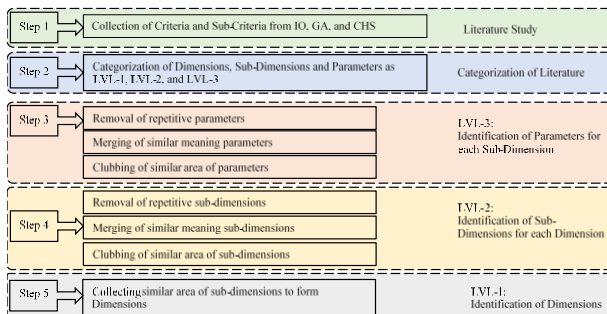 Step 1
Collection of Criteria and Sub-Criteria from IO, GA, and CHS
Literature Study
Step 2
Categorization of Dimensions, Sub-Dimensions and Parameters as
LVL-1, LVL-2, and LVL-3
Categorization of Literature
Step 3
Removal of repetitive parameters
Merging of similar meaning parameters
Clubbing of similar area of parameters
LVL-3:
Identification of Parameters for
each Sub-Dimension
Step 4
Removal of repetitive sub-dimensions
Merging of similar meaning sub-dimensions
Clubbing of similar area of sub-dimensions
LVL-2:
Identification of Sub-
Dimensions for each Dimension
Step 5
Collecting similar area of sub-dimensions to form
Dimensions
LVL-1:
Identification of Dimensions